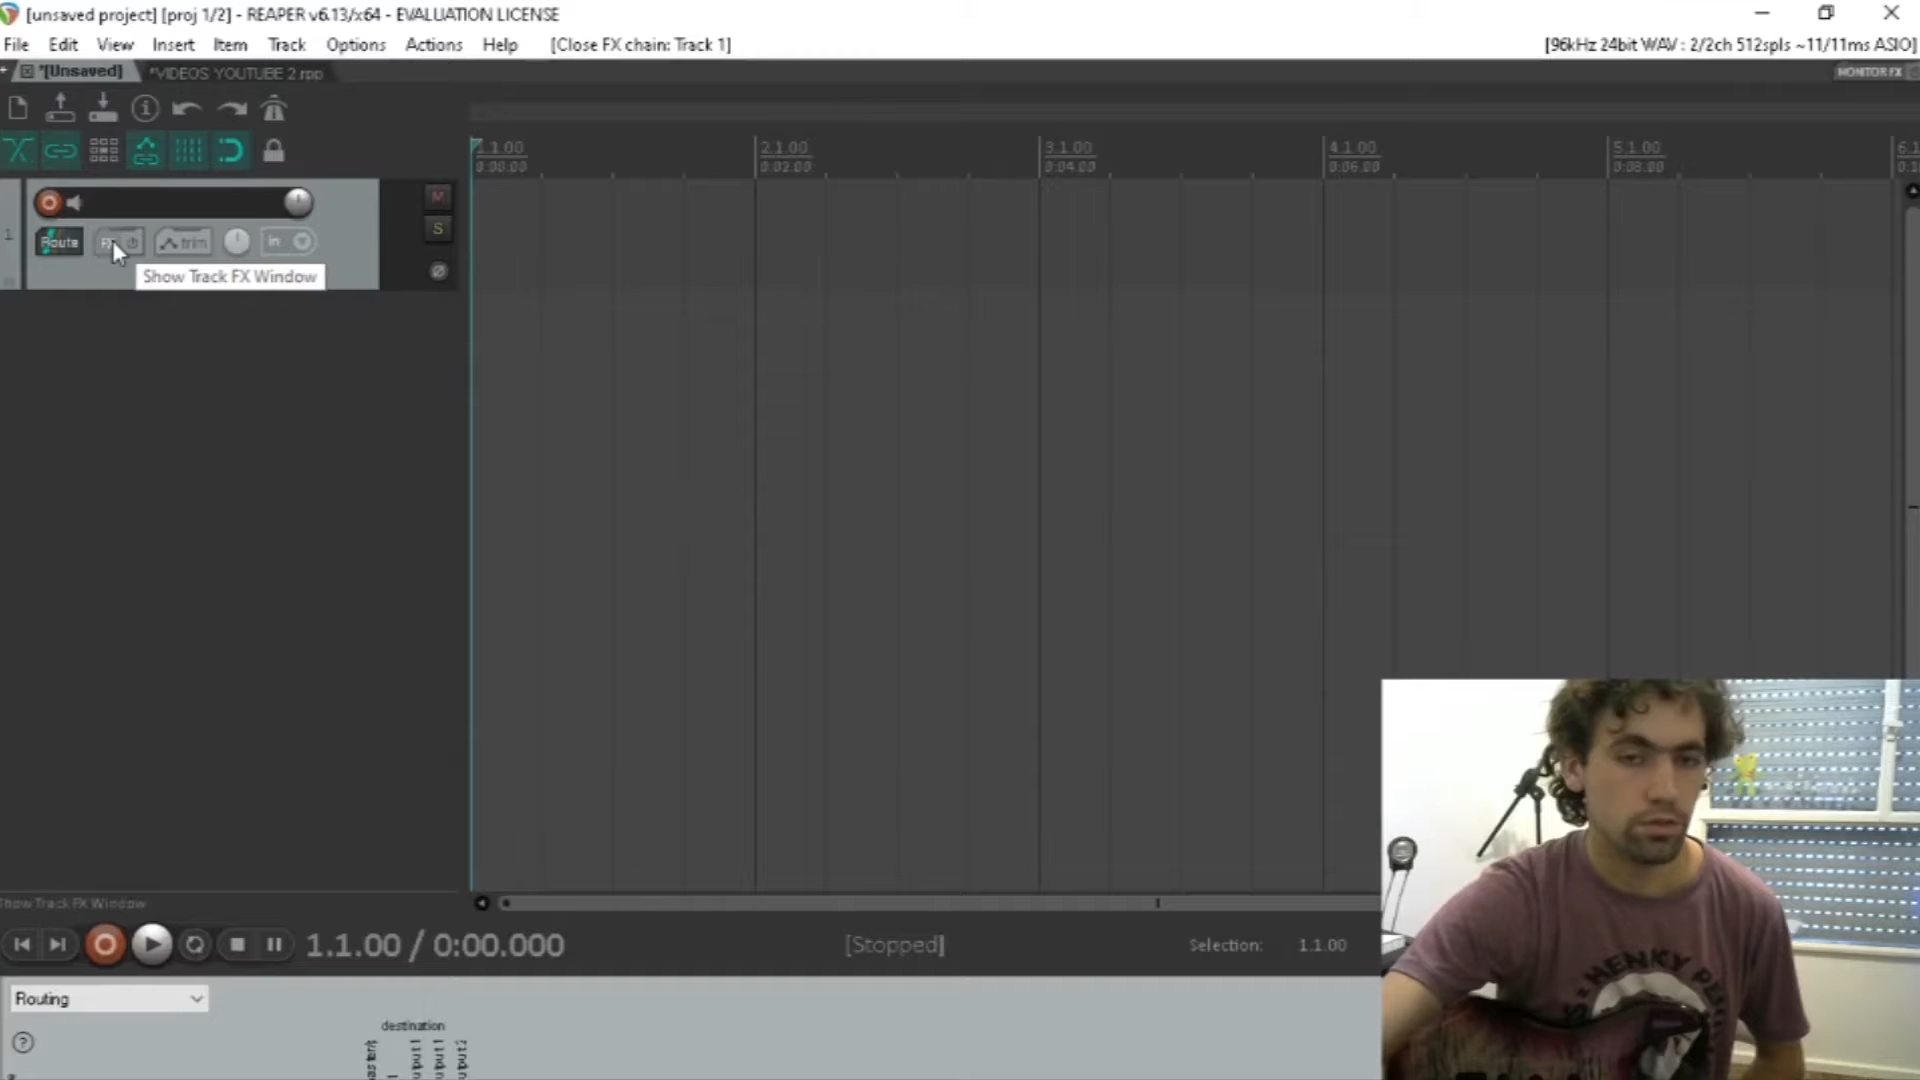 [unsaved project] [proj 1/2] - REAPER v6.13/x64 - EVALUATION LICENSE
File Edit View Insert Item Track Options Actions Help [Close FX chain: Track 1] [96kHz 24bit WAV : 2/2ch 512spls ~11/11ms ASIO]
*[Unsaved] *VIDEOS YOUTUBE 2.rpp MONITOR FX
1.1.00 2.1.00 3.1.00 4.1.00 5.1.00
0:00.00 0:02.00 0:04.00 0:06.00 0:08.00
M
1 Route FX trim in S
Show Track FX Window
Show Track FX Window
1.1.00 / 0:00.000 [Stopped] Selection: 1.1.00
Routing
destination
HENKY